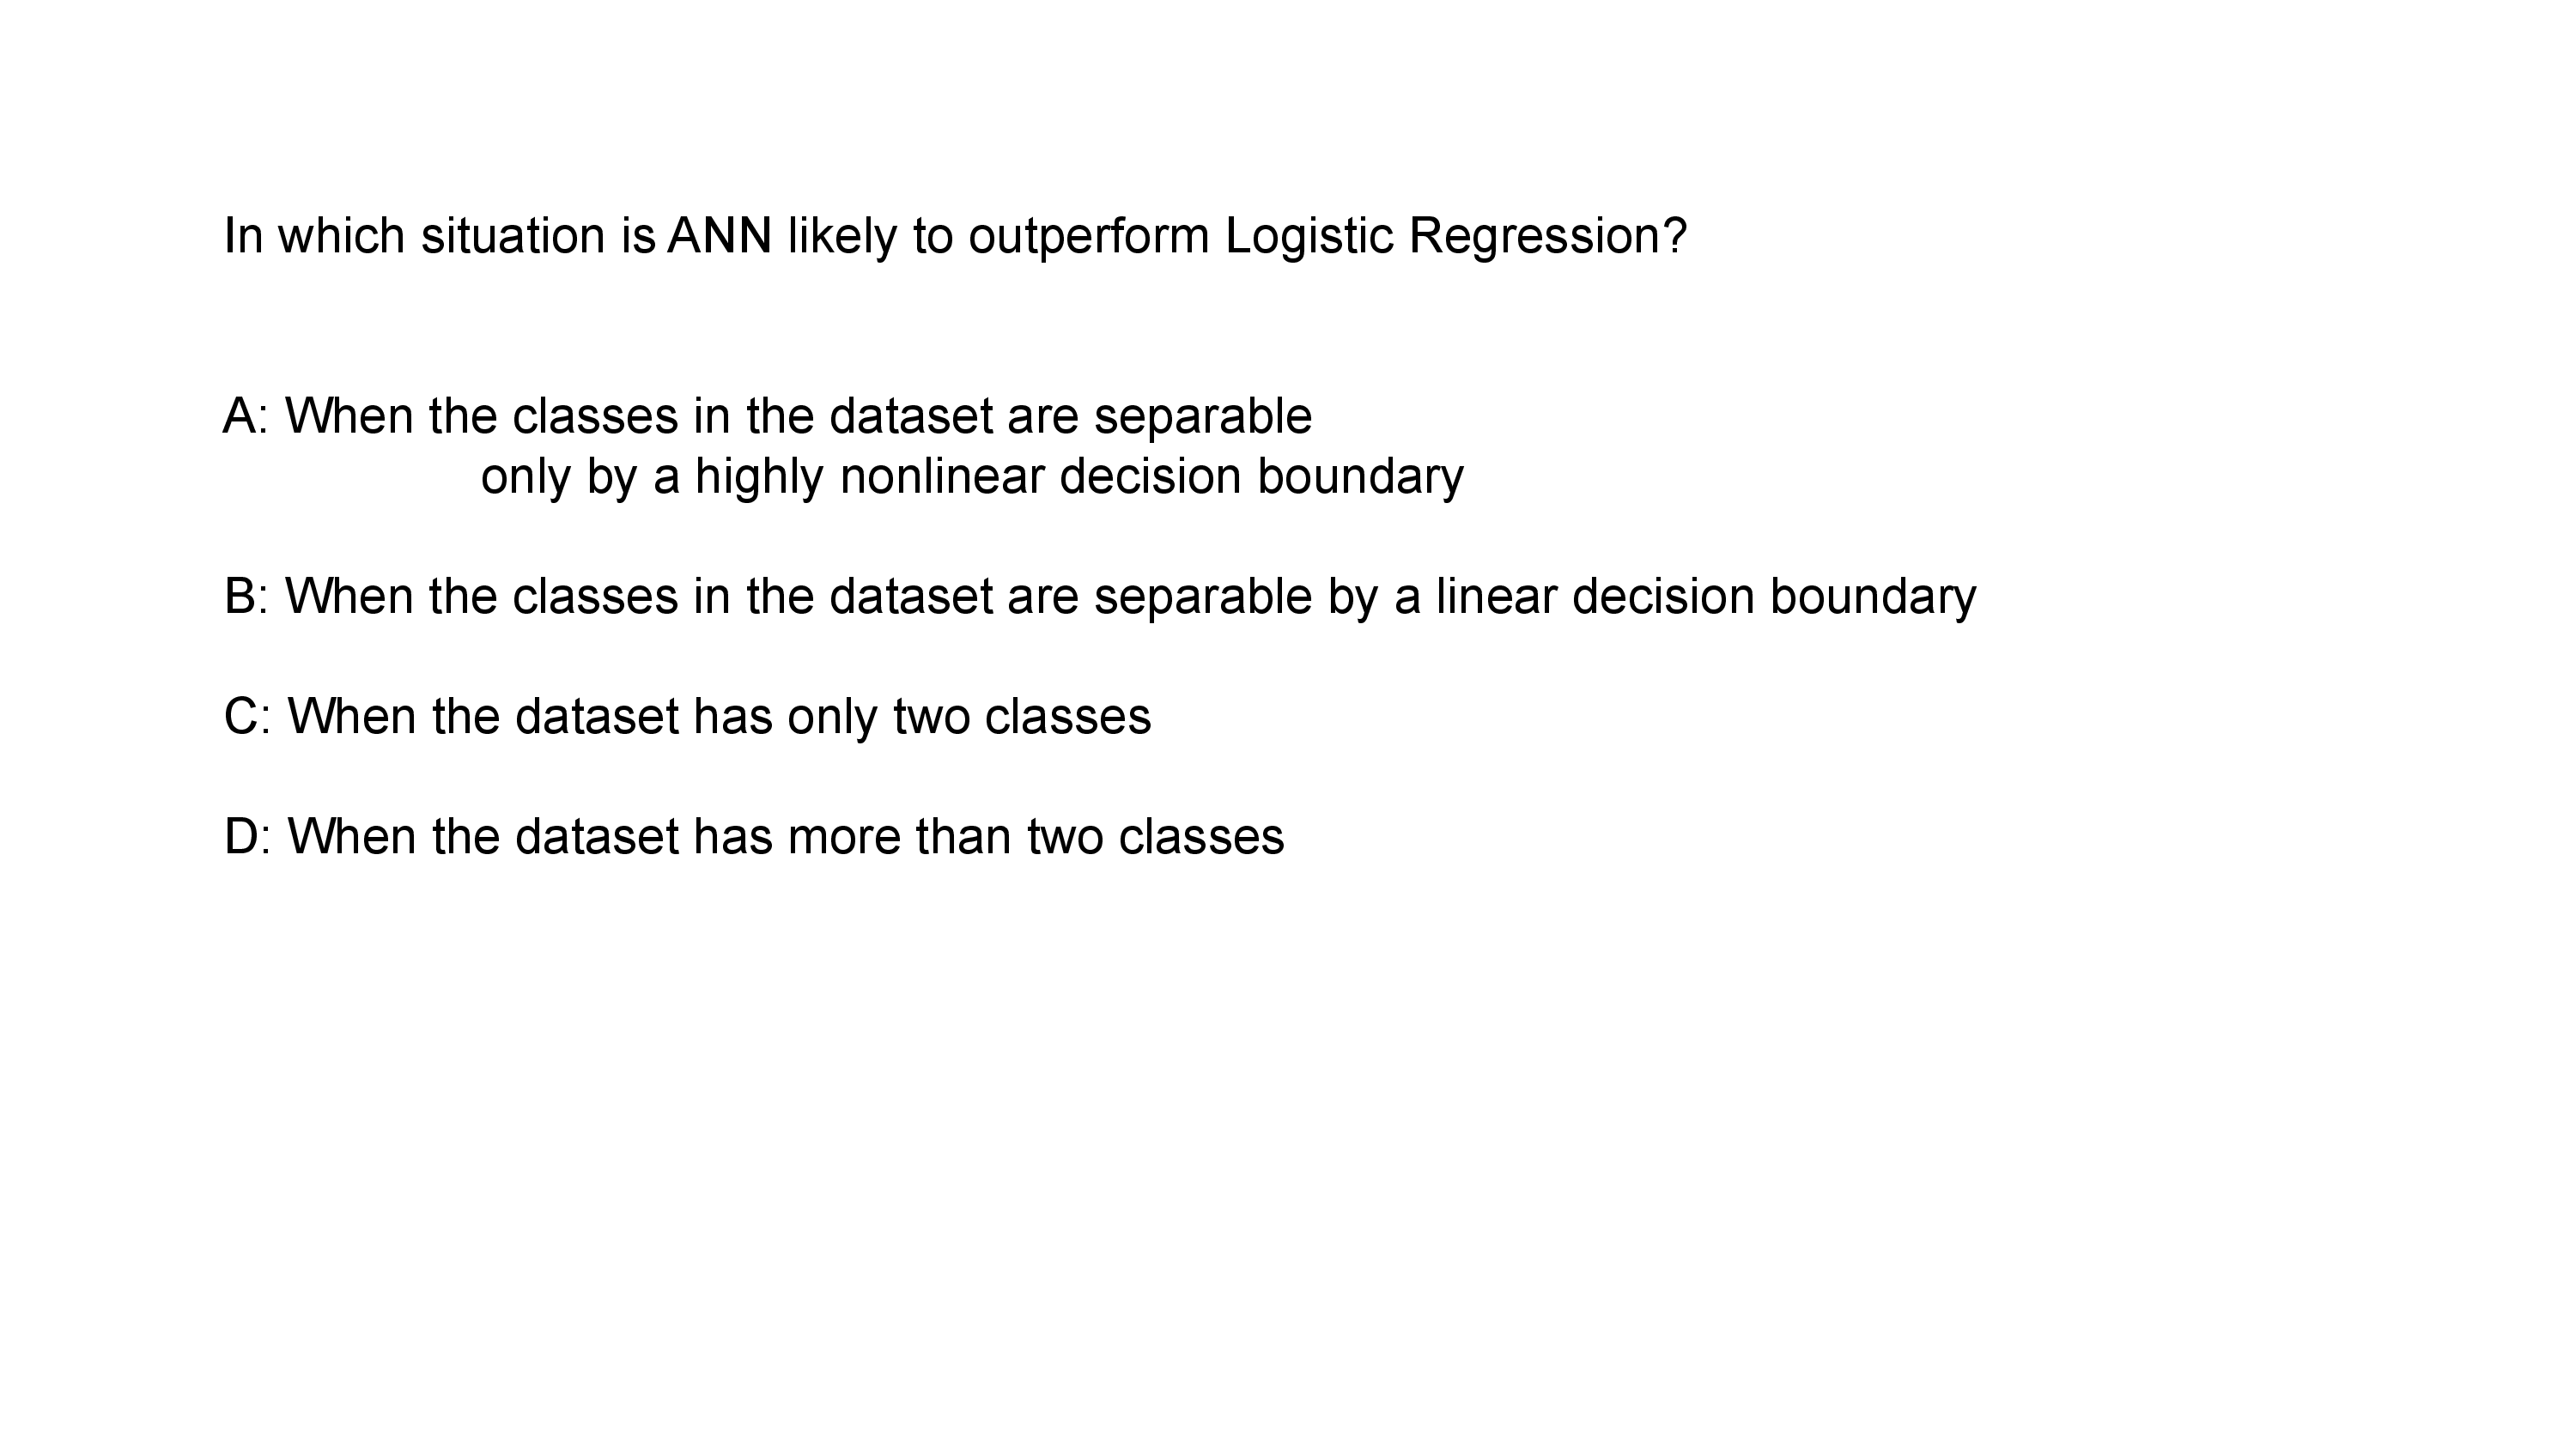 In which situation is ANN likely to outperform Logistic Regression?
A: When the classes in the dataset are separable
only by a highly nonlinear decision boundary
B: When the classes in the dataset are separable by a linear decision boundary
C: When the dataset has only two classes
D: When the dataset has more than two classes